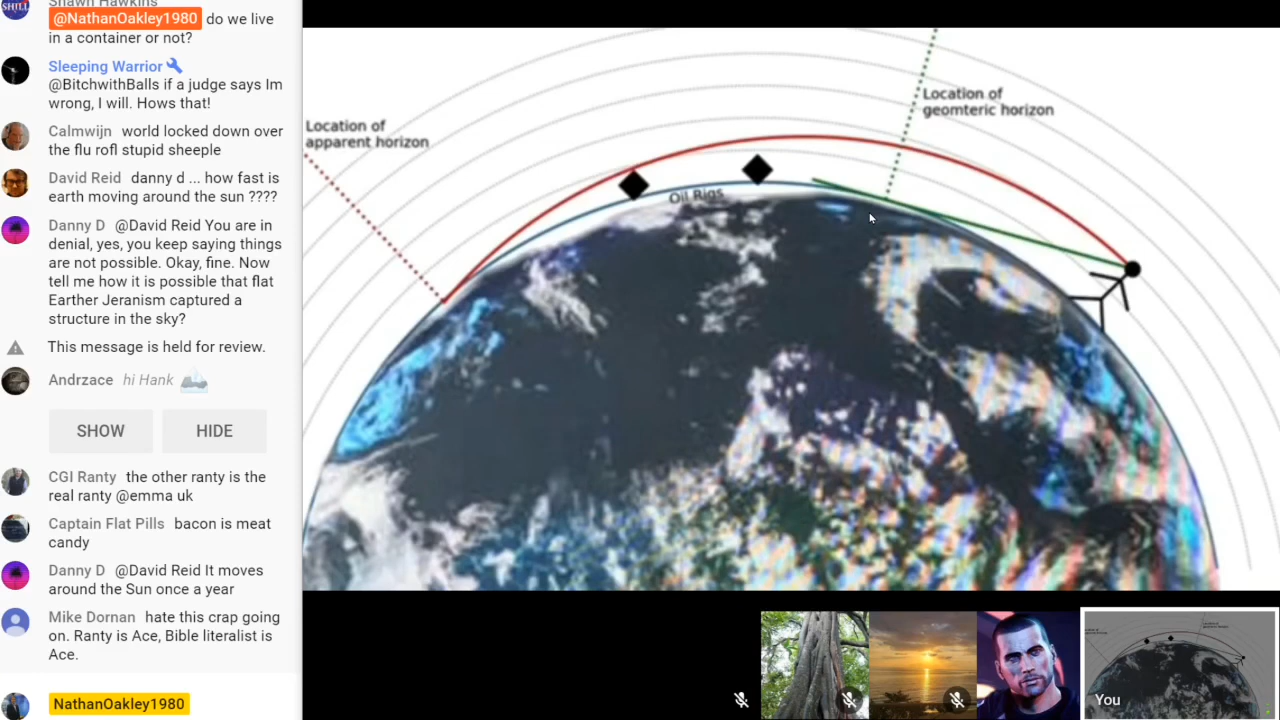 Shawn Hawkins
SHILL
@NathanOakley1980 do we live
in a container or not?
Sleeping Warrior
@BitchwithBalls if a judge says Im
wrong, I will. Hows that!
Calmwijn world locked down over
the flu rofl stupid sheeple
David Reid danny d ... how fast is
earth moving around the sun ????
Danny D @David Reid You are in
denial, yes, you keep saying things
are not possible. Okay, fine. Now
tell me how it is possible that flat
Earther Jeranism captured a
structure in the sky?
This message is held for review.
Andrzace hi Hank
SHOW HIDE
CGI Ranty the other ranty is the
real ranty @emma uk
Captain Flat Pills bacon is meat
candy
Danny D @David Reid It moves
around the Sun once a year
Mike Dornan hate this crap going
on. Ranty is Ace, Bible literalist is
Ace.
NathanOakley1980
Location of
apparent horizon
Oil Rigs
Location of
geomteric horizon
You